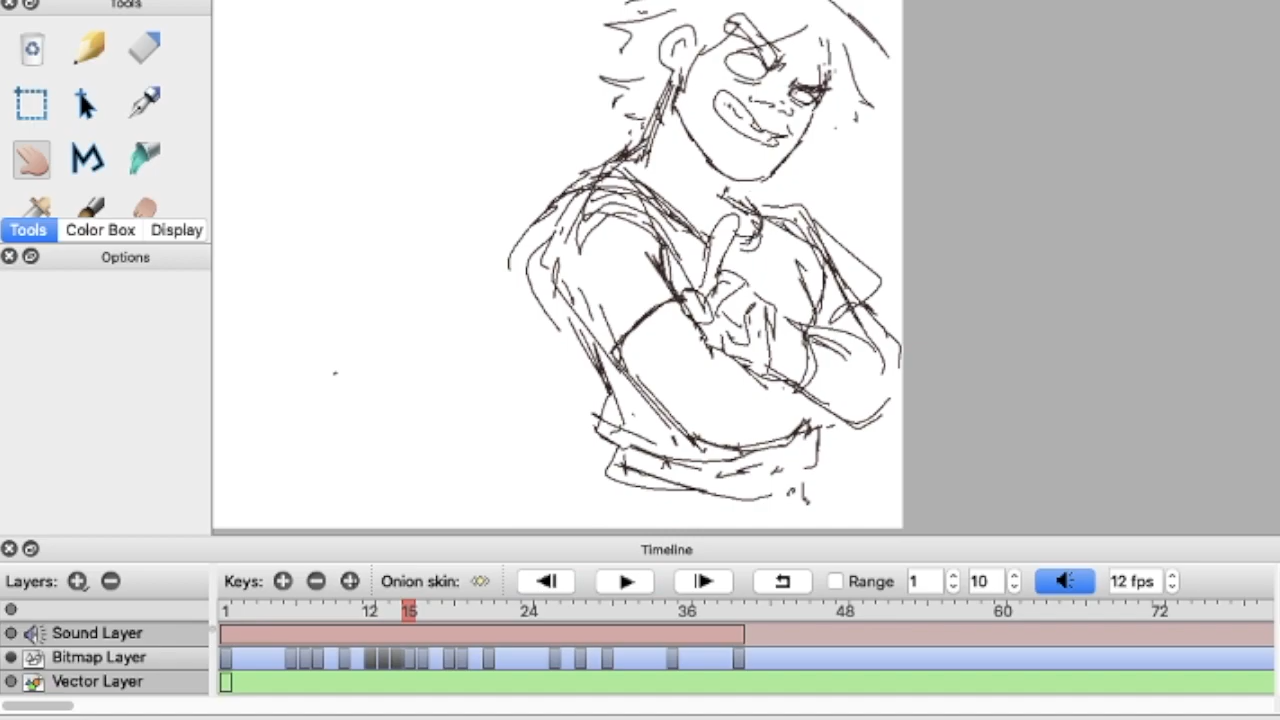 Tools
Tools Color Box Display
Options
Timeline
Layers: Keys: Onion skin: Range 1 10 12 fps
1 12 15 24 36 48 60 72
Sound Layer
Bitmap Layer
Vector Layer